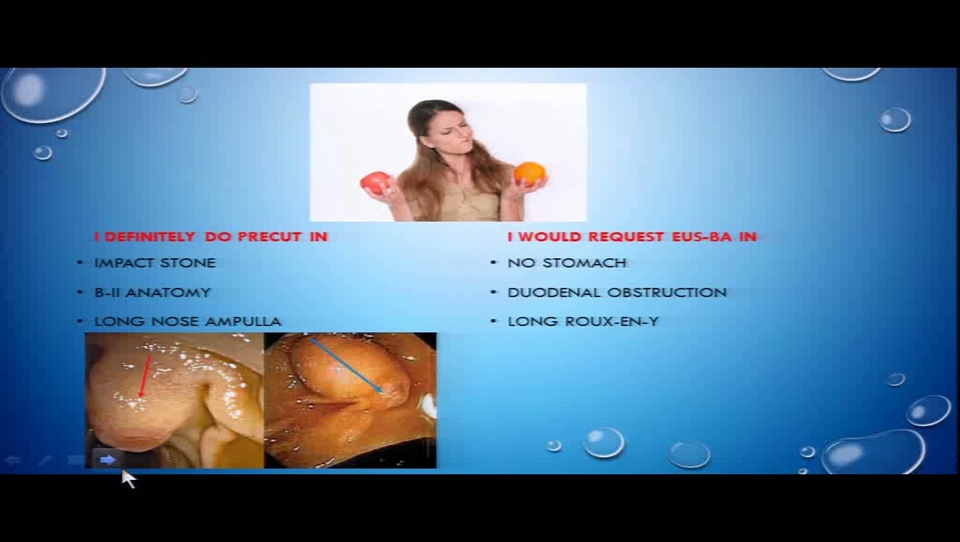 I DEFINITELY DO PRECUT IN
• IMPACT STONE
• B-II ANATOMY
• LONG NOSE AMPULLA
I WOULD REQUEST EUS-BA IN
• NO STOMACH
• DUODENAL OBSTRUCTION
• LONG ROUX-EN-Y